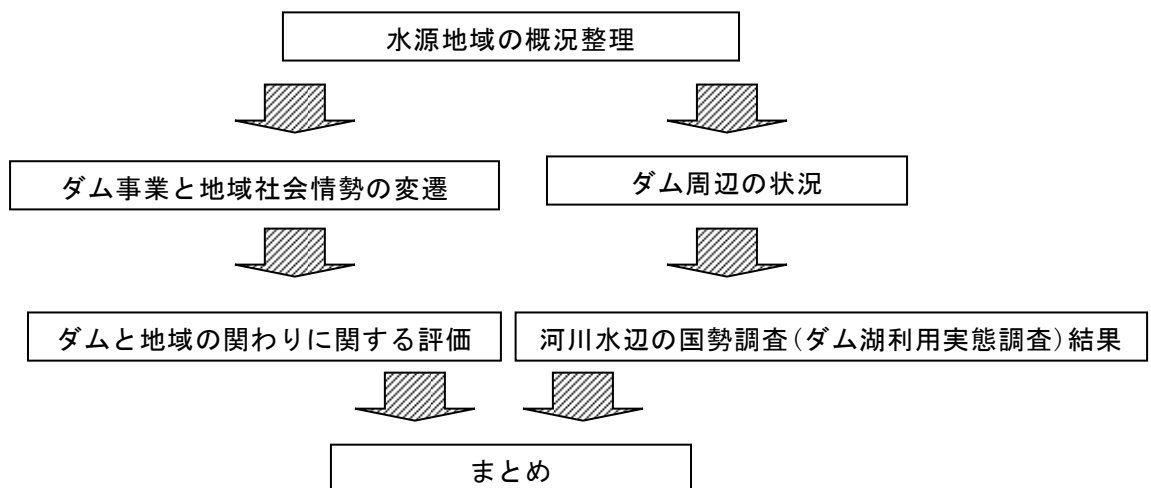 水源地域の概況整理
ダム事業と地域社会情勢の変遷
ダム周辺の状況
ダムと地域の関わりに関する評価
河川水辺の国勢調査(ダム湖利用実態調査)結果
まとめ